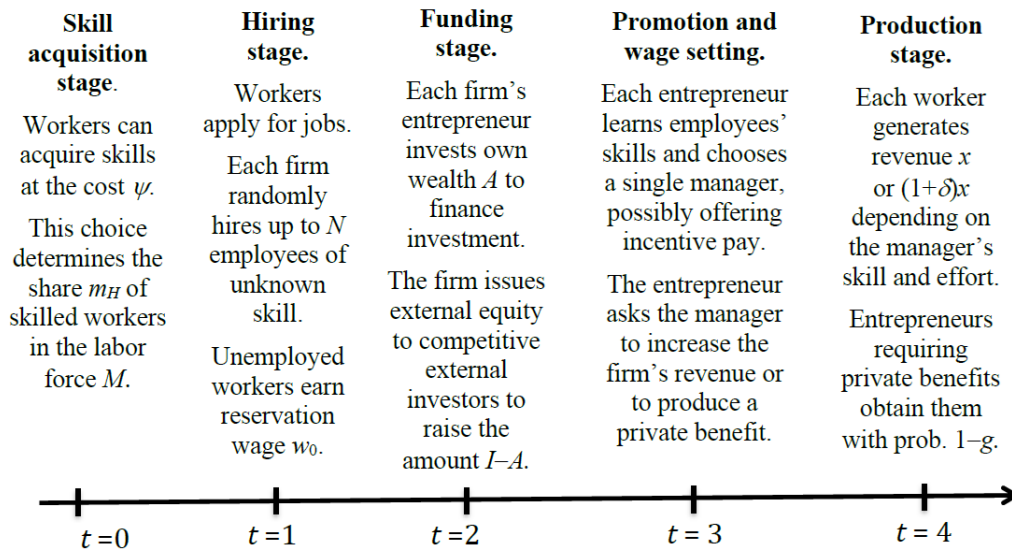 Skill
acquisition
stage.
Workers can
acquire skills
at the cost ψ.
This choice
determines the
share mH of
skilled workers
in the labor
force M.
Hiring
stage.
Workers
apply for jobs.
Each firm
randomly
hires up to N
employees of
unknown
skill.
Unemployed
workers earn
reservation
wage w0.
Funding
stage.
Each firm’s
entrepreneur
invests own
wealth A to
finance
investment.
The firm issues
external equity
to competitive
external
investors to
raise the
amount I–A.
Promotion and
wage setting.
Each entrepreneur
learns employees’
skills and chooses
a single manager,
possibly offering
incentive pay.
The entrepreneur
asks the manager
to increase the
firm’s revenue or
to produce a
private benefit.
Production
stage.
Each worker
generates
revenue x
or (1+δ)x
depending on
the manager’s
skill and effort.
Entrepreneurs
requiring
private benefits
obtain them
with prob. 1–g.
t =0
t =1
t =2
t = 3
t = 4